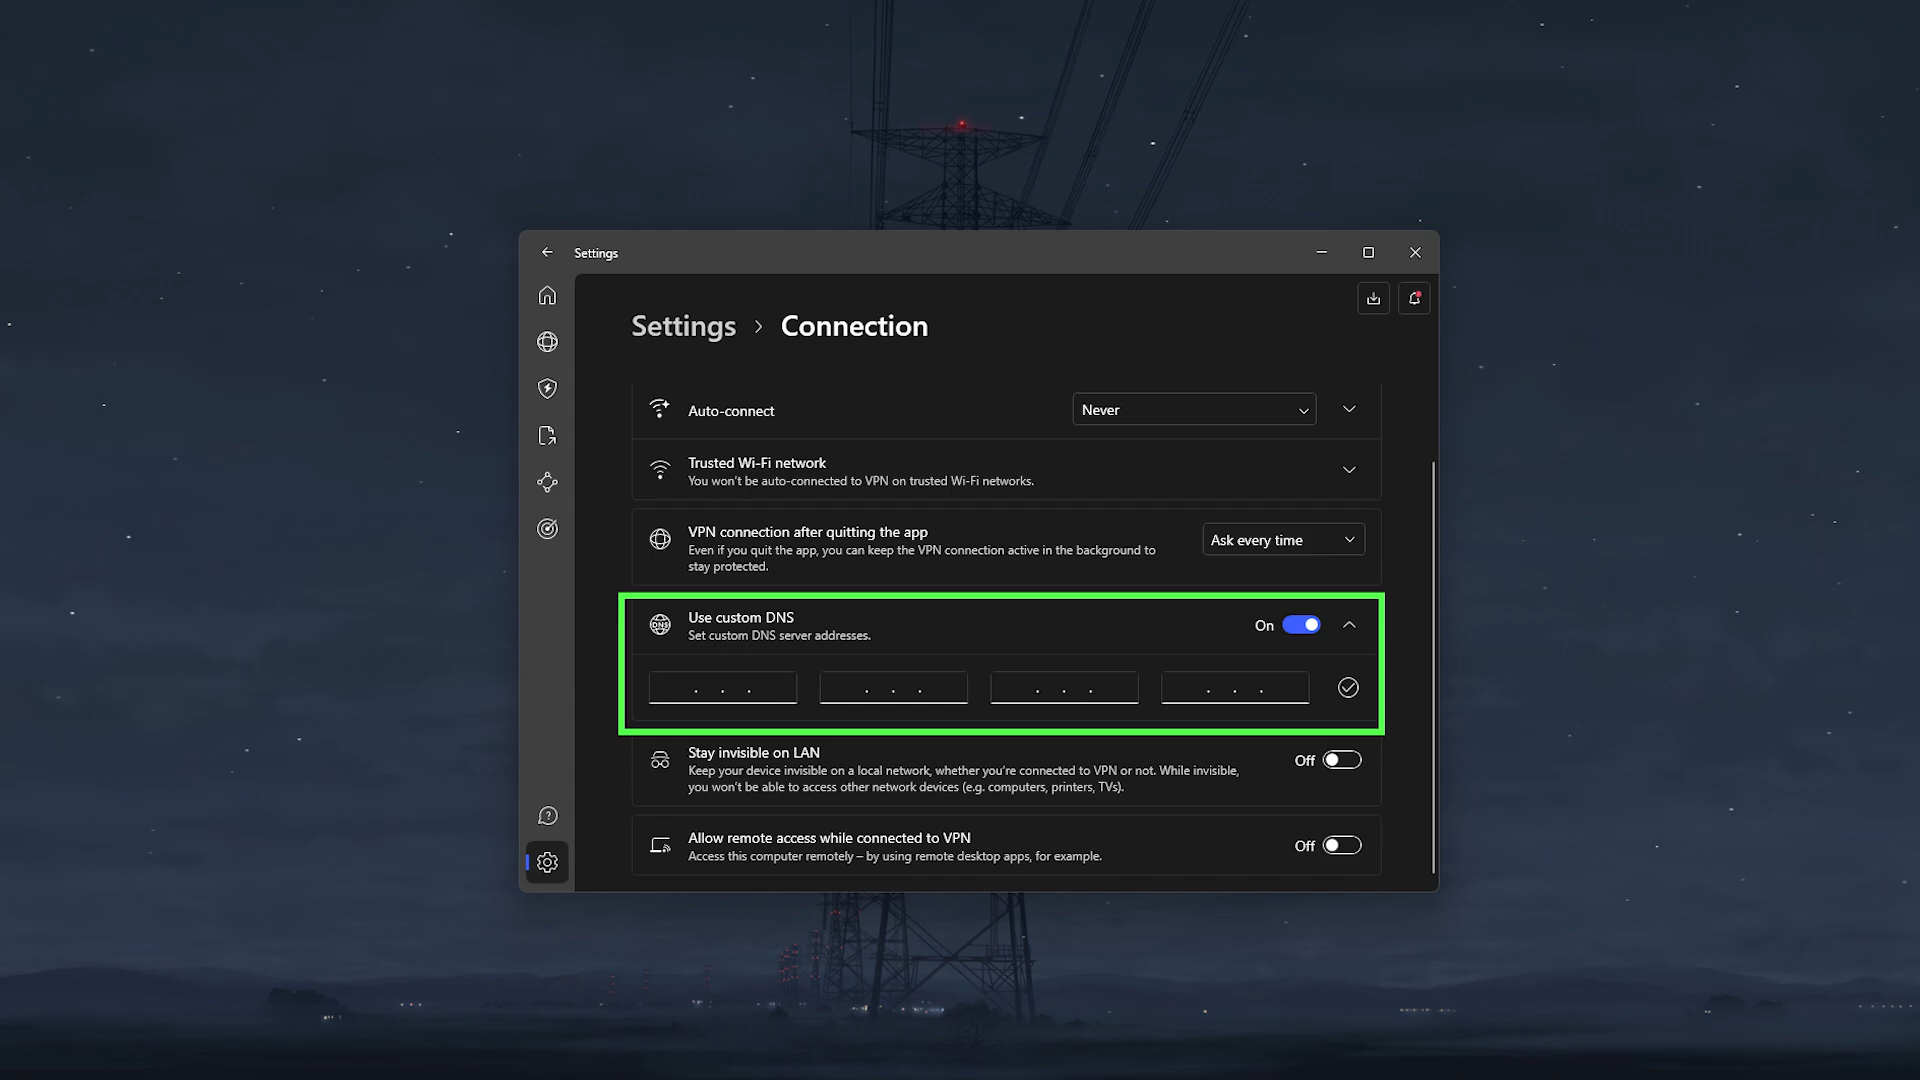 Settings
Settings > Connection
Auto-connect
Never
Trusted Wi-Fi network
You won't be auto-connected to VPN on trusted Wi-Fi networks.
VPN connection after quitting the app
Even if you quit the app, you can keep the VPN connection active in the background to
stay protected.
Ask every time
Use custom DNS
Set custom DNS server addresses.
On
DNS
. . .
. . .
. . .
. . .
Stay invisible on LAN
Keep your device invisible on a local network, whether you're connected to VPN or not. While invisible,
you won't be able to access other network devices (e.g. computers, printers, TVs).
Off
Allow remote access while connected to VPN
Access this computer remotely – by using remote desktop apps, for example.
Off